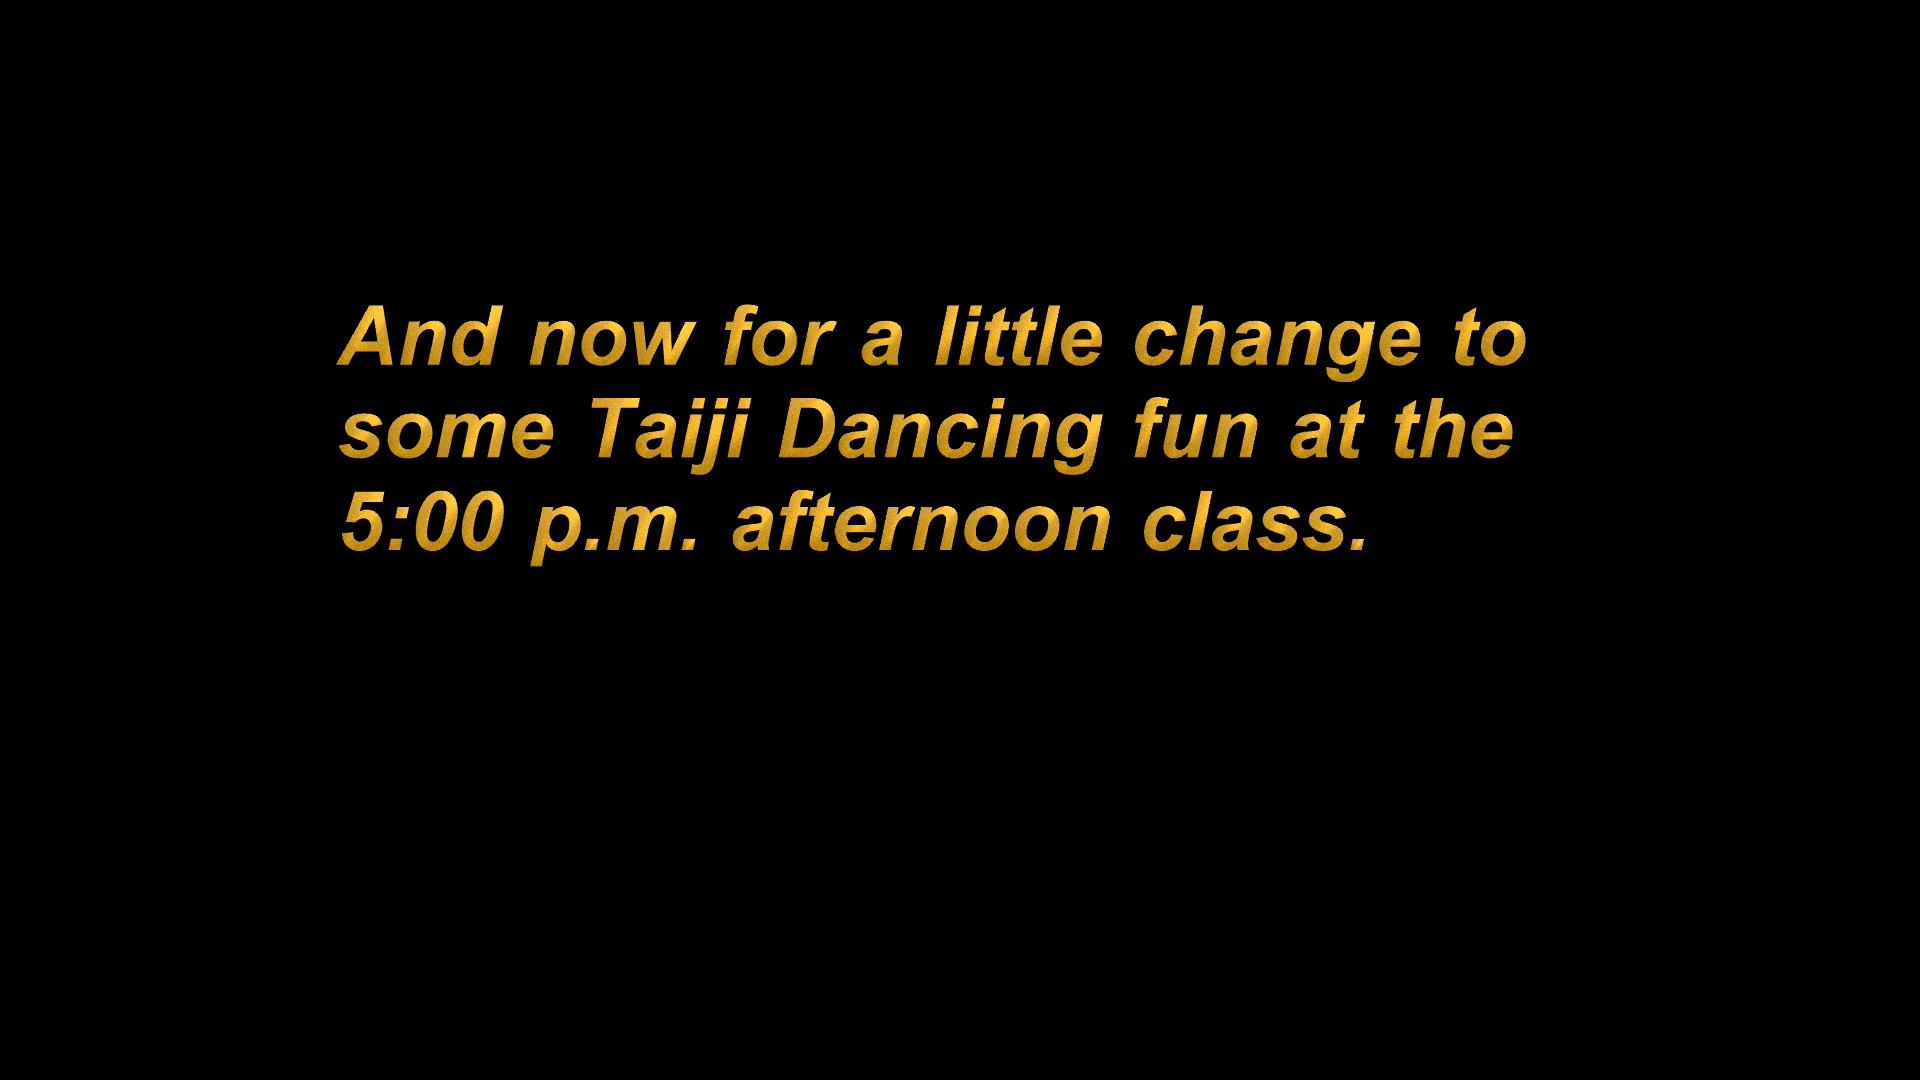 And now for a little change to
some Taiji Dancing fun at the
5:00 p.m. afternoon class.